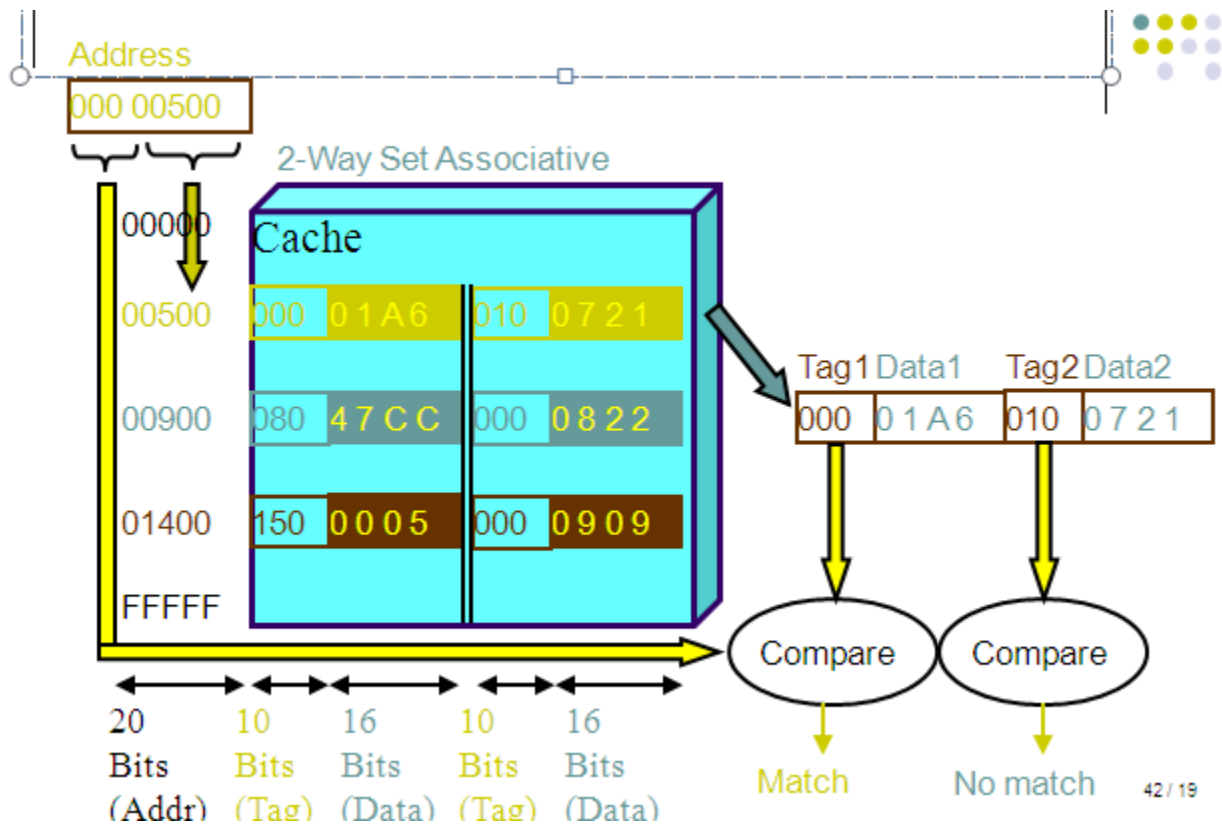 Address
000 00500
2-Way Set Associative
00000
Cache
00500 000 0 1 A 6 010 0 7 2 1
Tag1 Data1 Tag2 Data2
00900 080 4 7 C C 000 0 8 2 2
000 0 1 A 6 010 0 7 2 1
01400 150 0 0 0 5 000 0 9 0 9
FFFFF
Compare Compare
20 10 16 10 16
Bits Bits Bits Bits Bits
(Addr) (Tag) (Data) (Tag) (Data)
Match No match 42 / 19